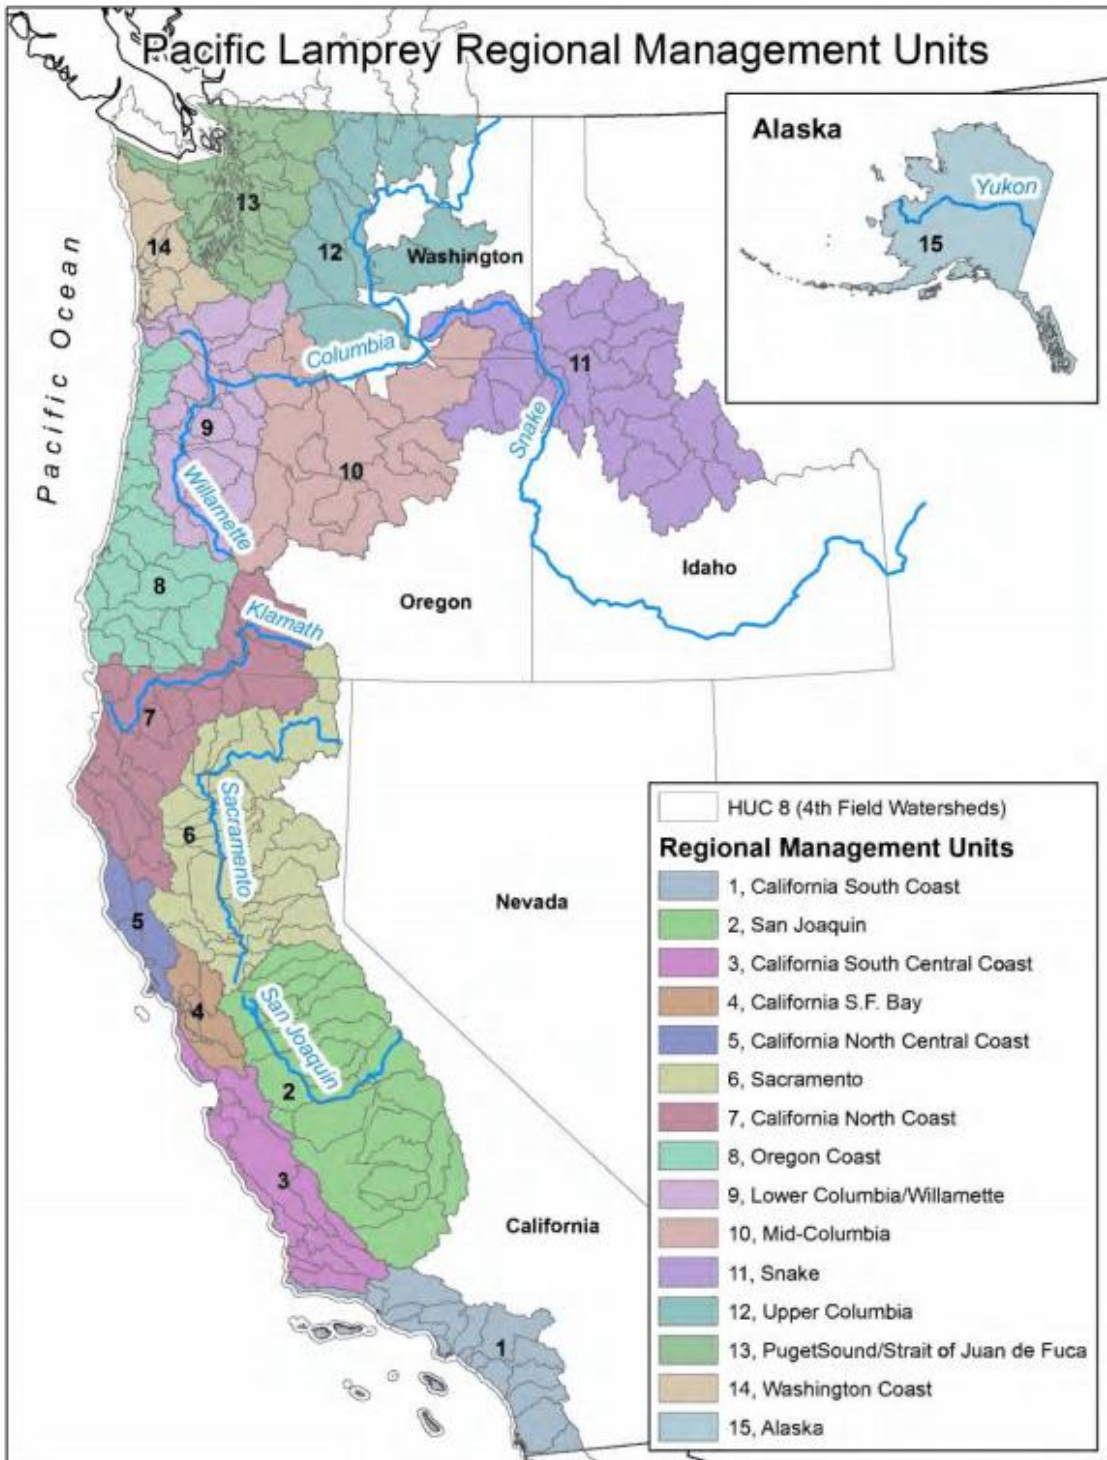 Pacific Lamprey Regional Management Units
Alaska
Yukon
15
13
14
12
Washington
Pacific Ocean
Columbia
11
Snake
9
10
Willamette
8
Idaho
Oregon
Klamath
7
Sacramento
6
Nevada
5
4
San Joaquin
2
3
California
1
HUC 8 (4th Field Watersheds)
Regional Management Units
1, California South Coast
2, San Joaquin
3, California South Central Coast
4, California S.F. Bay
5, California North Central Coast
6, Sacramento
7, California North Coast
8, Oregon Coast
9, Lower Columbia/Willamette
10, Mid-Columbia
11, Snake
12, Upper Columbia
13, PugetSound/Strait of Juan de Fuca
14, Washington Coast
15, Alaska